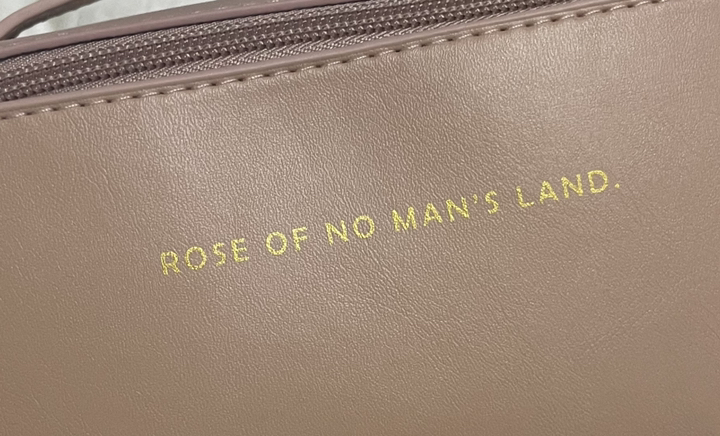 ROSE OF NO MAN'S LAND.